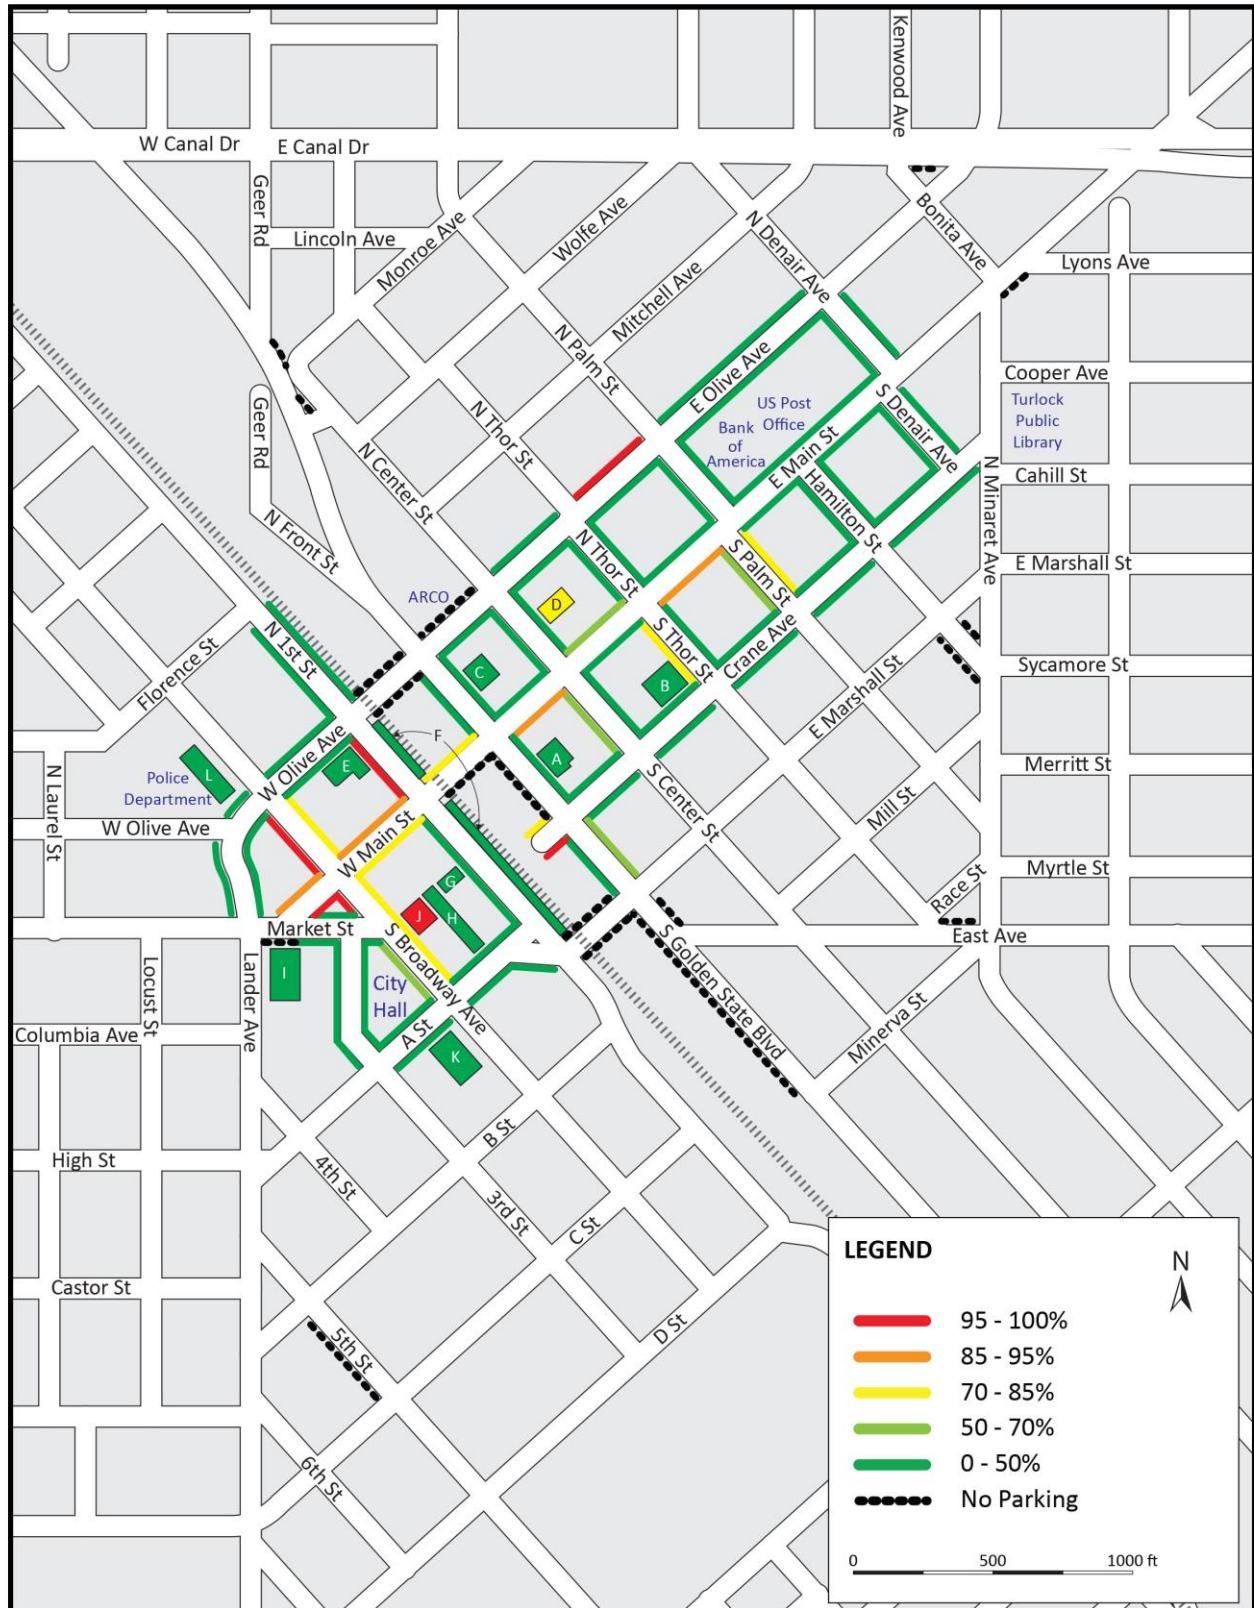 Kenwood Ave
W Canal Dr
E Canal Dr
Geer Rd
Lincoln Ave
Monroe Ave
Wolfe Ave
Mitchell Ave
N Denair Ave
Bonita Ave
Lyons Ave
N Palm St
E Olive Ave
Cooper Ave
Turlock
Public
Library
US Post
Office
Bank
of
America
S Denair Ave
Geer Rd
N Thor St
N Center St
E Main St
Hamilton St
N Minaret Ave
Cahill St
N Front St
N Thor St
S Palm St
E Marshall St
ARCO
D
S Thor St
Crane Ave
N 1st St
Florence St
C
B
E Marshall St
Sycamore St
F
A
E
L
Police
Department
W Olive Ave
S Center St
Merritt St
N Laurel St
W Olive Ave
W Main St
Mill St
Myrtle St
Race St
G
J
H
Market St
S Broadway Ave
S Golden State Blvd
East Ave
I
Locust St
Lander Ave
City
Hall
Columbia Ave
A St
K
Minerva St
High St
4th St
B St
3rd St
C St
Castor St
5th St
D St
6th St
LEGEND
N
95 - 100%
85 - 95%
70 - 85%
50 - 70%
0 - 50%
No Parking
0 500 1000 ft